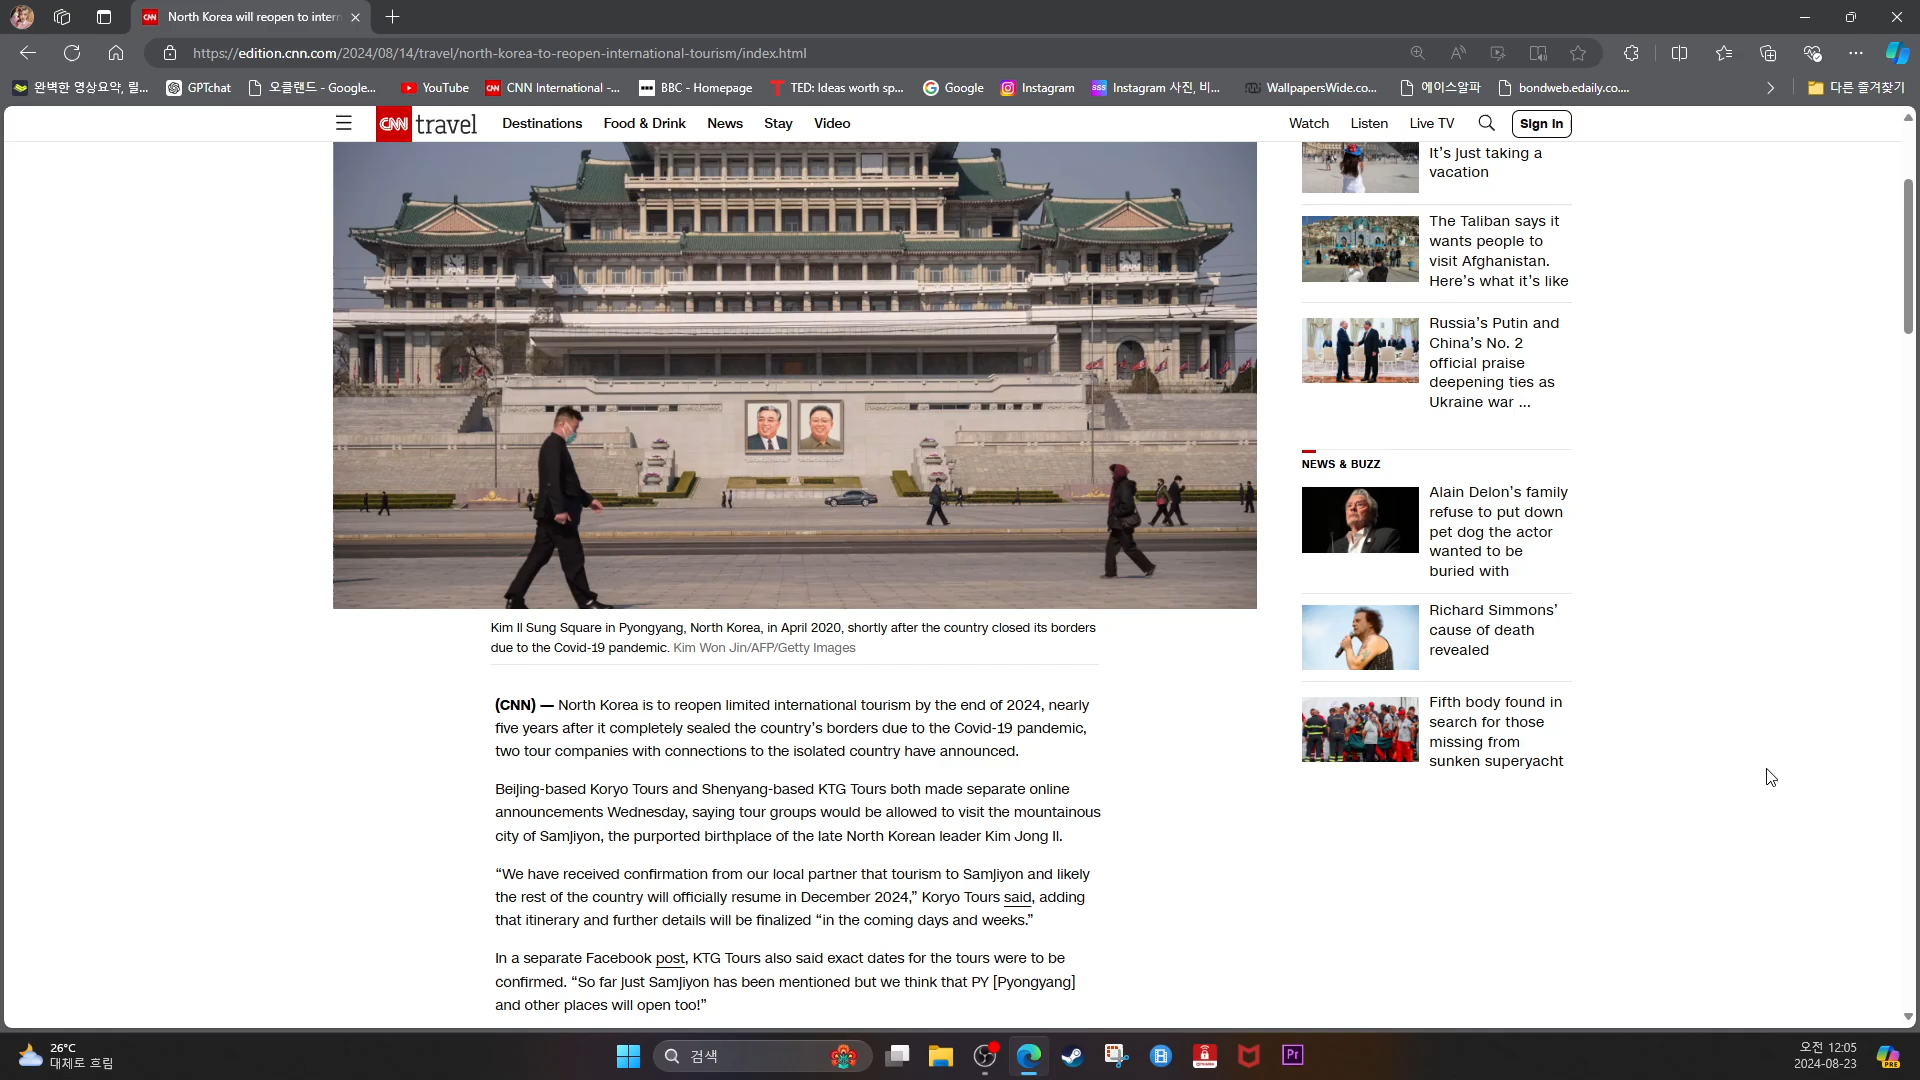 North Korea will reopen to inter
https://edition.cnn.com/2024/08/14/travel/north-korea-to-reopen-international-tourism/index.html
완벽한 영상요약, 릴... GPTchat 오클랜드 - Google... YouTube CNN International -... BBC - Homepage TED: Ideas worth sp... Google Instagram Instagram 사진, 비... WallpapersWide.co... 에이스알파 bondweb.edaily.co.... 다른 즐겨찾기
CNN travel Destinations Food & Drink News Stay Video Watch Listen Live TV Sign in
It's just taking a
vacation
The Taliban says it
wants people to
visit Afghanistan.
Here's what it's like
Russia's Putin and
China's No. 2
official praise
deepening ties as
Ukraine war ...
NEWS & BUZZ
Alain Delon's family
refuse to put down
pet dog the actor
wanted to be
buried with
Richard Simmons'
cause of death
revealed
Fifth body found in
search for those
missing from
sunken superyacht
Kim Il Sung Square in Pyongyang, North Korea, in April 2020, shortly after the country closed its borders
due to the Covid-19 pandemic. Kim Won Jin/AFP/Getty Images
(CNN) — North Korea is to reopen limited international tourism by the end of 2024, nearly
five years after it completely sealed the country's borders due to the Covid-19 pandemic,
two tour companies with connections to the isolated country have announced.
Beijing-based Koryo Tours and Shenyang-based KTG Tours both made separate online
announcements Wednesday, saying tour groups would be allowed to visit the mountainous
city of Samjiyon, the purported birthplace of the late North Korean leader Kim Jong Il.
“We have received confirmation from our local partner that tourism to Samjiyon and likely
the rest of the country will officially resume in December 2024,” Koryo Tours said, adding
that itinerary and further details will be finalized “in the coming days and weeks.”
In a separate Facebook post, KTG Tours also said exact dates for the tours were to be
confirmed. “So far just Samjiyon has been mentioned but we think that PY [Pyongyang]
and other places will open too!”
26°C
대체로 흐림
검색
Pr
오전 12:05
2024-08-23
PRE